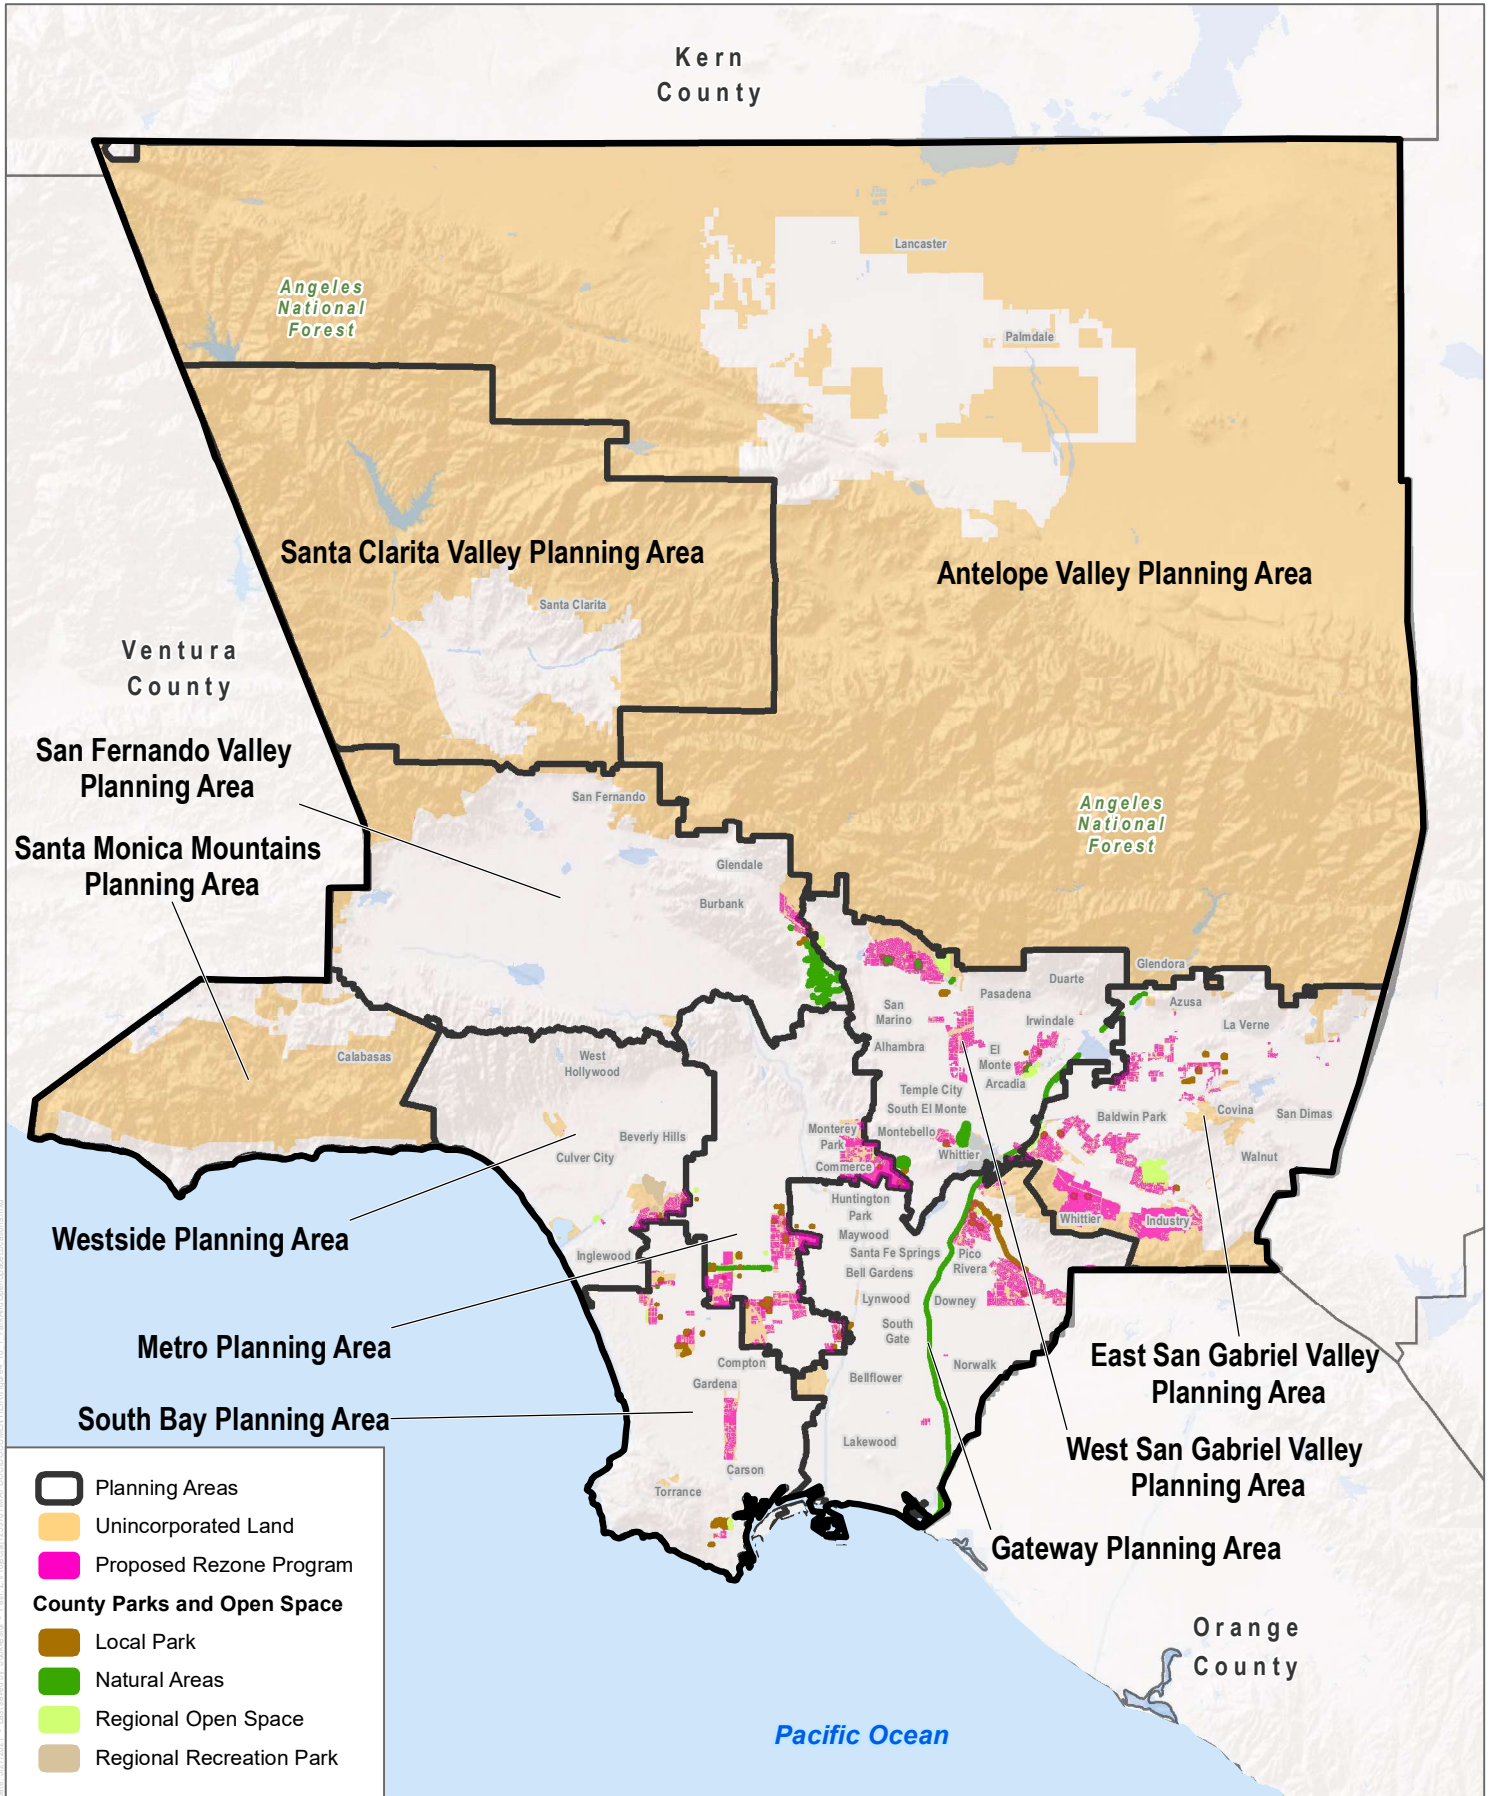 Kern
County
Lancaster
Angeles
National
Forest
Palmdale
Santa Clarita Valley Planning Area
Antelope Valley Planning Area
Santa Clarita
Ventura
County
San Fernando Valley
Planning Area
San Fernando
Angeles
National
Forest
Santa Monica Mountains
Planning Area
Glendale
Burbank
Glendora
Duarte
Pasadena
Azusa
San
Marino
Irwindale
La Verne
Alhambra
El
Monte
Calabasas
West
Hollywood
Arcadia
Temple City
South El Monte
Covina
San Dimas
Baldwin Park
Monterey
Park
Montebello
Beverly Hills
Culver City
Whittier
Walnut
Commerce
Huntington
Park
Whittier
Industry
Maywood
Westside Planning Area
Inglewood
Santa Fe Springs
Pico
Rivera
Bell Gardens
Lynwood
Downey
South
Gate
Metro Planning Area
East San Gabriel Valley
Planning Area
Compton
Norwalk
Gardena
Bellflower
South Bay Planning Area
Lakewood
West San Gabriel Valley
Planning Area
Carson
Torrance
Gateway Planning Area
Planning Areas
Unincorporated Land
Proposed Rezone Program
County Parks and Open Space
Local Park
Natural Areas
Regional Open Space
Regional Recreation Park
Orange
County
Pacific Ocean